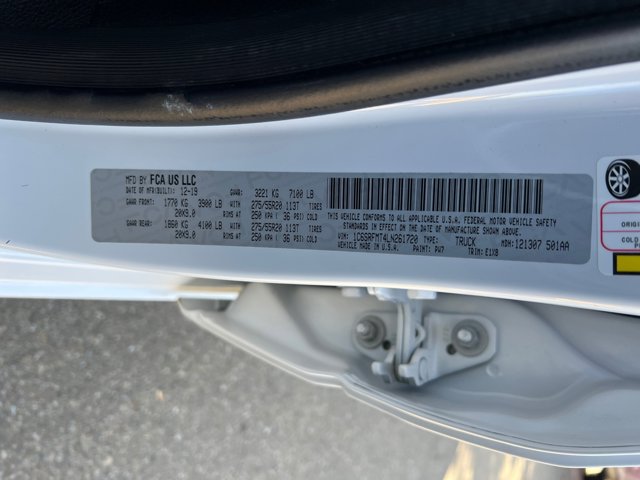 MFD BY FCA US LLC
DATE OF MFR(BUILT): 12-19 GVWR: 3221 KG 7100 LB
GAWR FRONT: 1770 KG 3900 LB WITH 275/55R20 113T TIRES
20X9.0 RIMS AT 250 KPA ( 36 PSI) COLD
GAWR REAR: 1860 KG 4100 LB WITH 275/55R20 113T TIRES
20X9.0 RIMS AT 250 KPA ( 36 PSI) COLD
THIS VEHICLE CONFORMS TO ALL APPLICABLE U.S.A. FEDERAL MOTOR VEHICLE SAFETY
STANDARDS IN EFFECT ON THE DATE OF MANUFACTURE SHOWN ABOVE.
VIN: 1C6SRFMT4LN261720 TYPE: TRUCK MDH: 121307 501AA
VEHICLE MADE IN U.S.A. PAINT: PW7 TRIM: E1X8
ORIGI
COLD